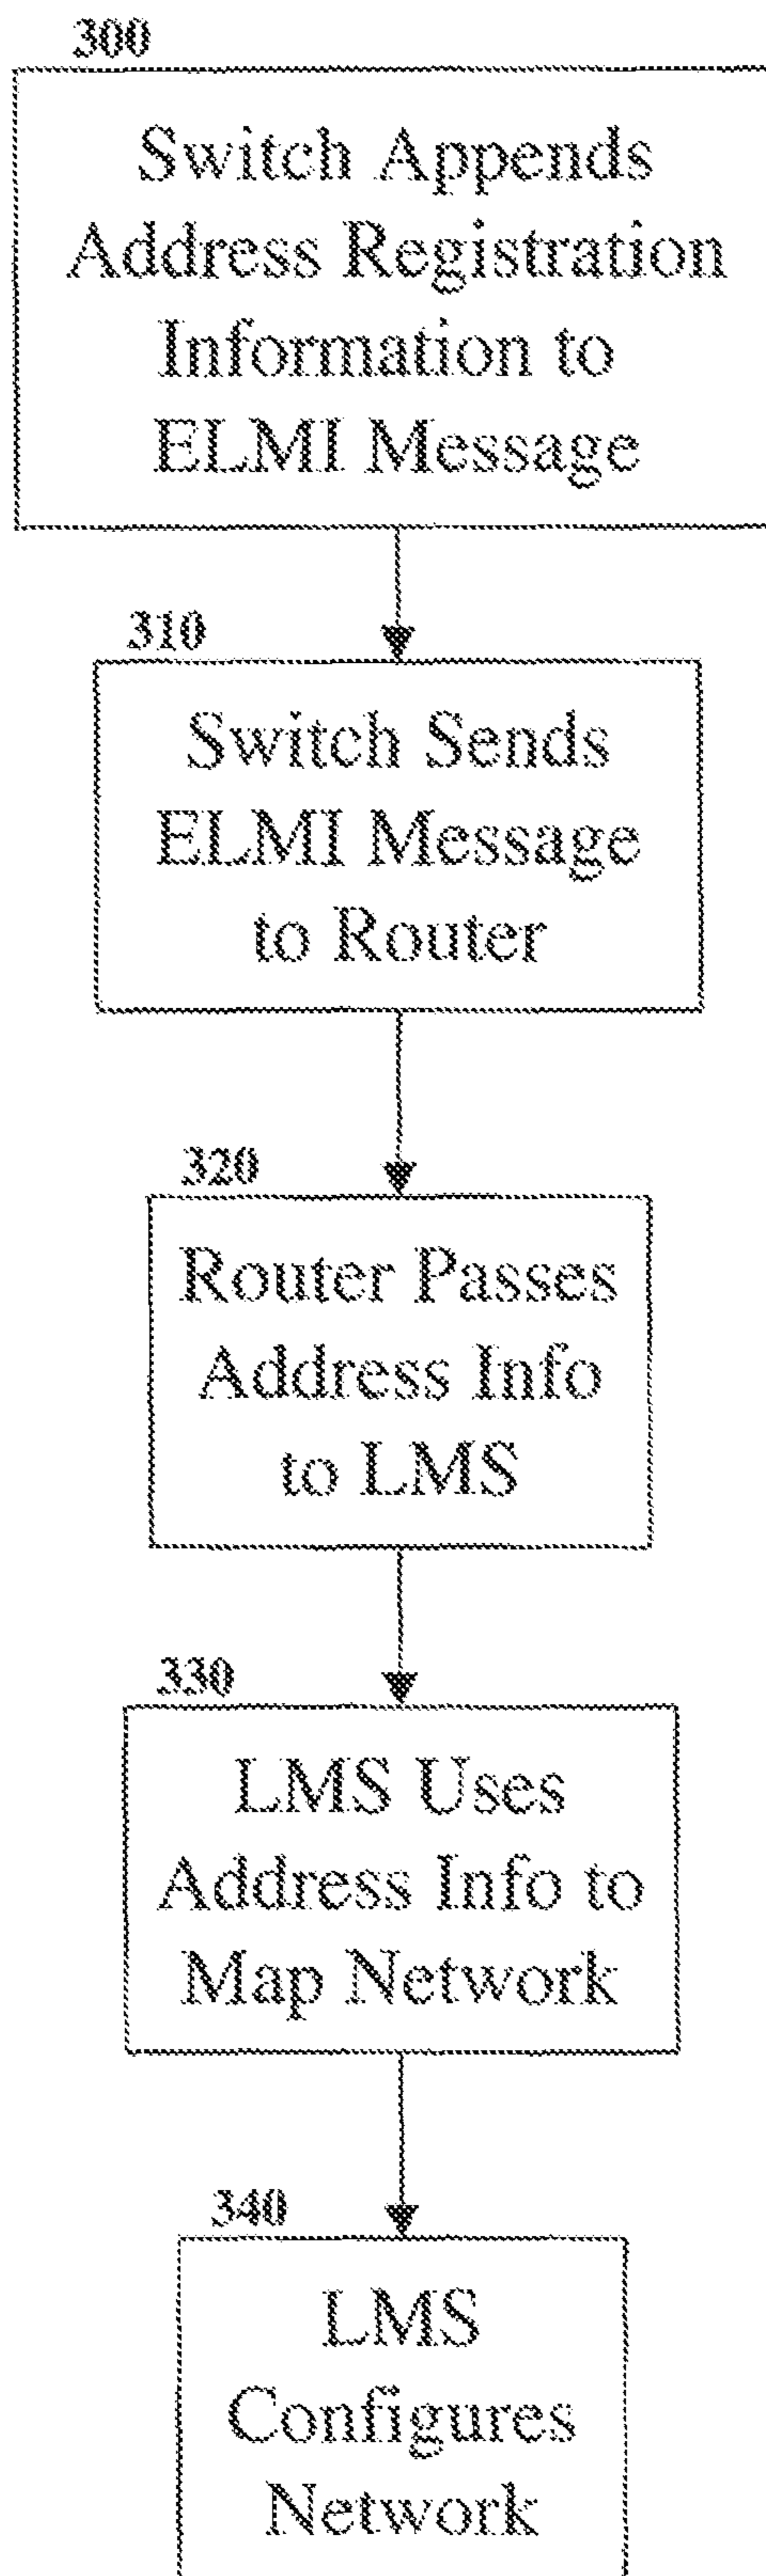 300
Switch Appends
Address Registration
Information to
ELMI Message
310
Switch Sends
ELMI Message
to Router
320
Router Passes
Address Info
to LMS
330
LMS Uses
Address Info to
Map Network
340
LMS
Configures
Network